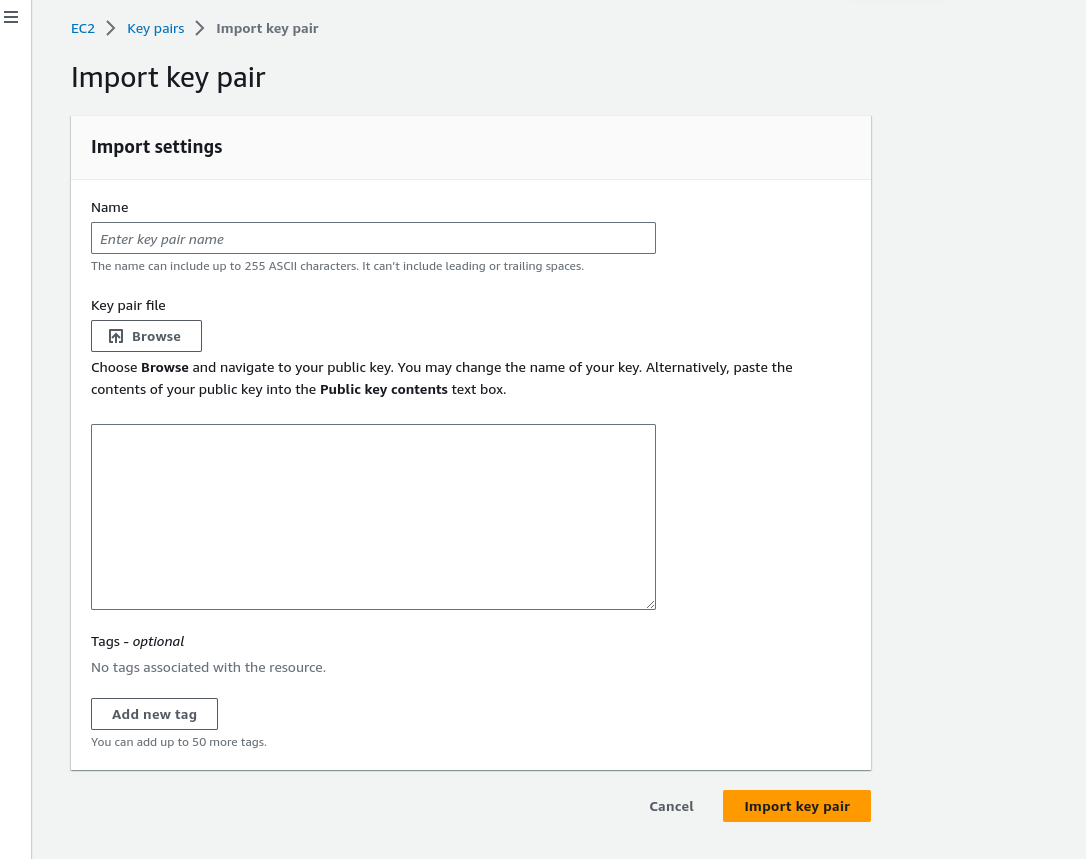 EC2 Key pairs Import key pair
Import key pair
Import settings
Name
Enter key pair name
The name can include up to 255 ASCII characters. It can't include leading or trailing spaces.
Key pair file
Browse
Choose Browse and navigate to your public key. You may change the name of your key. Alternatively, paste the
contents of your public key into the Public key contents text box.
Tags - optional
No tags associated with the resource.
Add new tag
You can add up to 50 more tags.
Cancel Import key pair